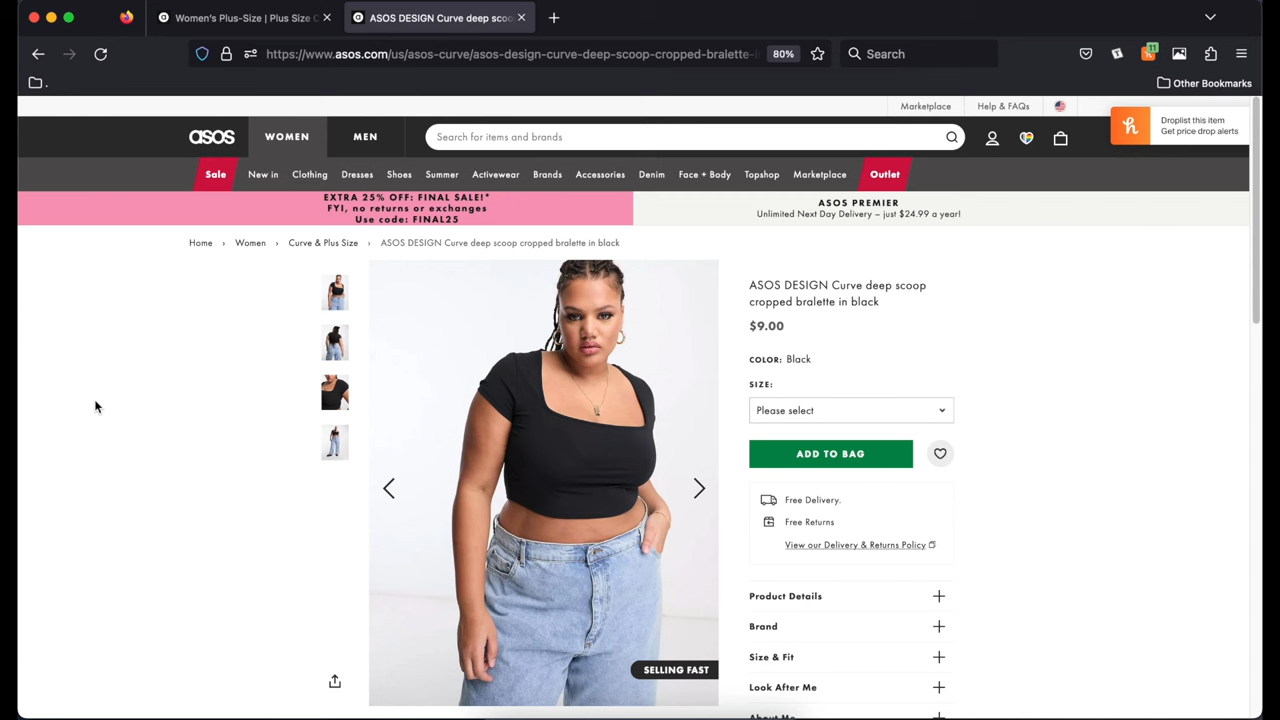 Women's Plus-Size | Plus Size C
ASOS DESIGN Curve deep scoo
https://www.asos.com/us/asos-curve/asos-design-curve-deep-scoop-cropped-bralette-i
80%
Search
11
.
Other Bookmarks
Marketplace
Help & FAQs
Droplist this item
Get price drop alerts
h
asos
WOMEN
MEN
Search for items and brands
Sale
New in
Clothing
Dresses
Shoes
Summer
Activewear
Brands
Accessories
Denim
Face + Body
Topshop
Marketplace
Outlet
EXTRA 25% OFF: FINAL SALE!*
FYI, no returns or exchanges
Use code: FINAL25
ASOS PREMIER
Unlimited Next Day Delivery – just $24.99 a year!
Home › Women › Curve & Plus Size › ASOS DESIGN Curve deep scoop cropped bralette in black
ASOS DESIGN Curve deep scoop
cropped bralette in black
$9.00
COLOR: Black
SIZE:
Please select
ADD TO BAG
Free Delivery.
Free Returns
View our Delivery & Returns Policy
Product Details
Brand
Size & Fit
Look After Me
About Me
SELLING FAST